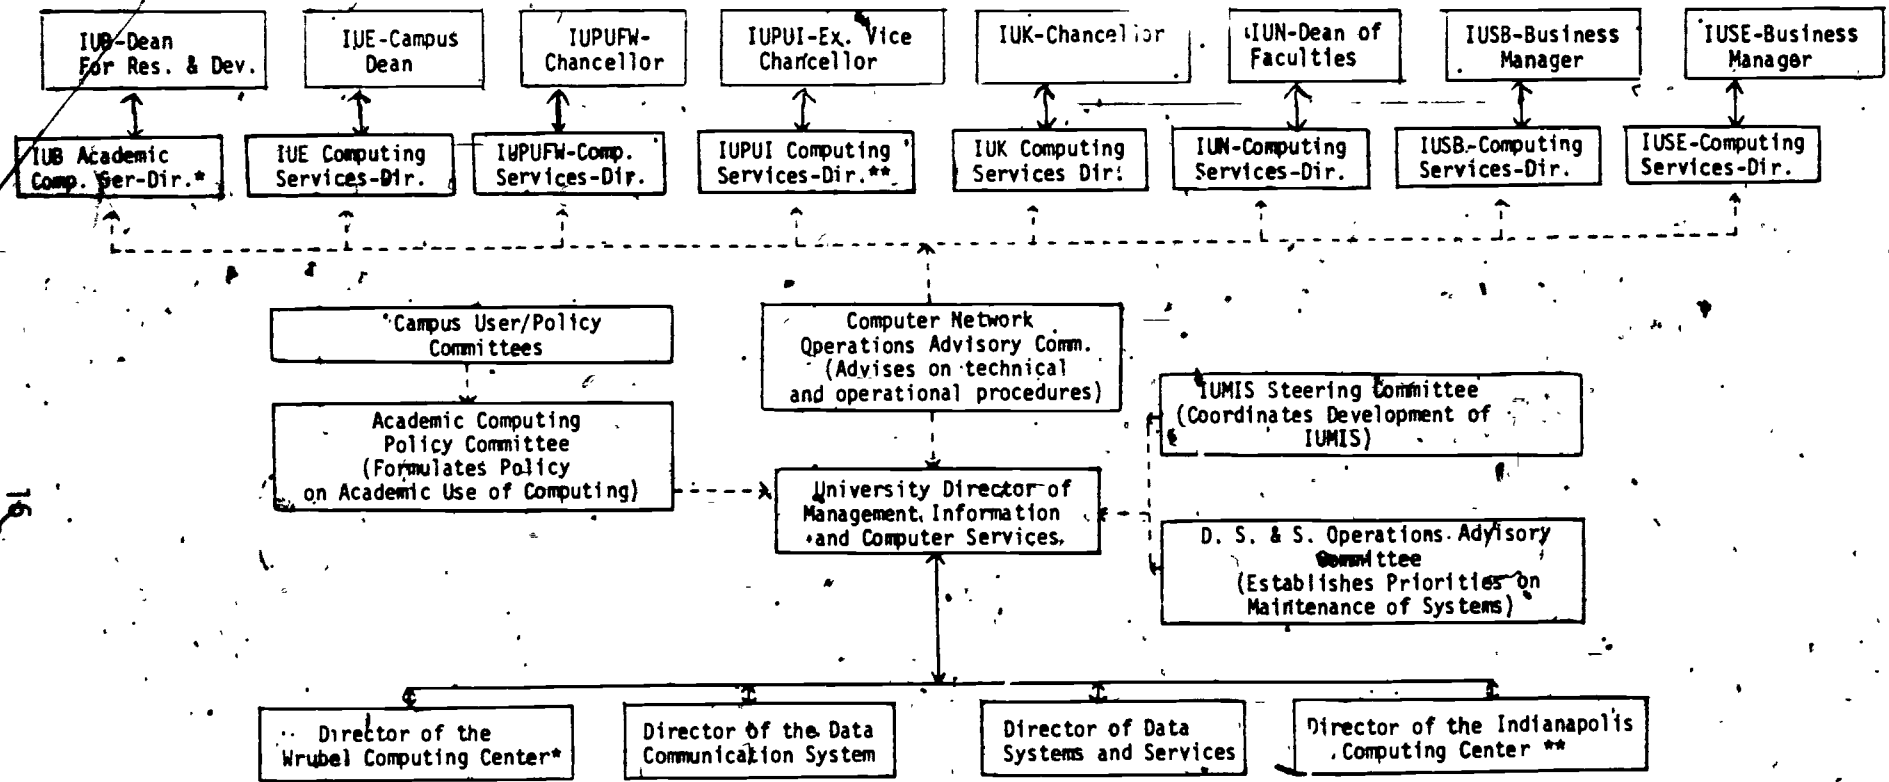 IUB-Dean
For Res. & Dev.
IUE-Campus
Dean
IUPUFW-
Chancellor
IUPUI-Ex. Vice
Chancellor
IUK-Chancellor
IUN-Dean of
Faculties
IUSB-Business
Manager
IUSE-Business
Manager
IUB Academic
Comp. Ser-Dir.*
IUE Computing
Services-Dir.
IUPUFW-Comp.
Services-Dir.
IUPUI Computing
Services-Dir.**
IUK Computing
Services Dir.
IUN-Computing
Services-Dir.
IUSB-Computing
Services-Dir.
IUSE-Computing
Services-Dir.
Campus User/Policy
Committees
Computer Network
Operations Advisory Comm.
(Advises on technical
and operational procedures)
Academic Computing
Policy Committee
(Formulates Policy
on Academic Use of Computing)
IUMIS Steering Committee
(Coordinates Development of
IUMIS)
University Director of
Management Information
and Computer Services
D. S. & S. Operations Advisory
Committee
(Establishes Priorities on
Maintenance of Systems)
16
Director of the
Wrubel Computing Center*
Director of the Data
Communication System
Director of Data
Systems and Services
Director of the Indianapolis
Computing Center **